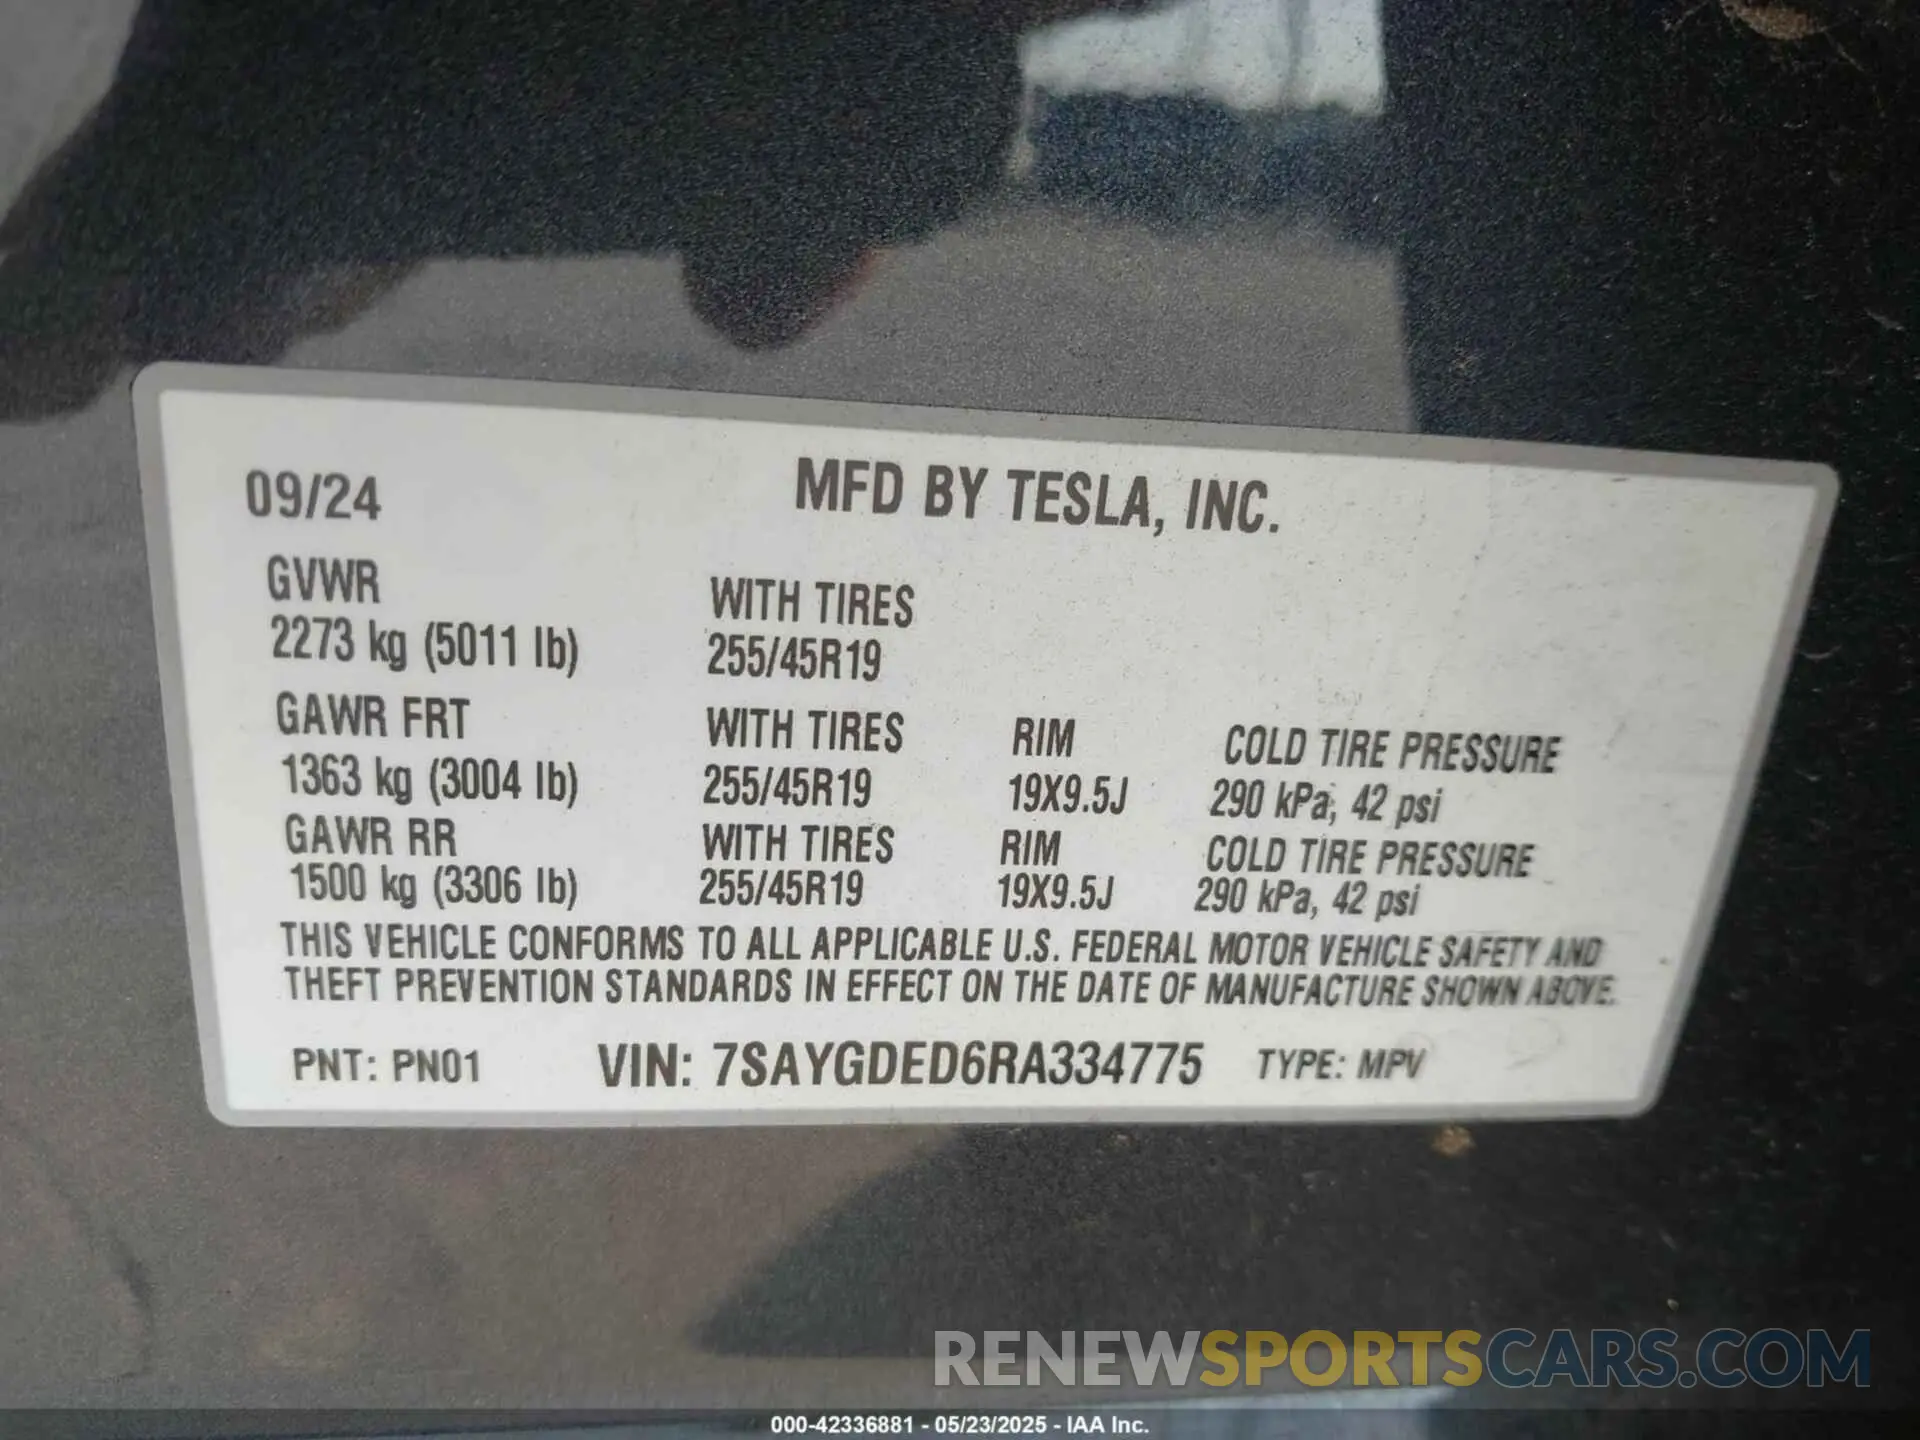 09/24 MFD BY TESLA, INC.
GVWR WITH TIRES
2273 kg (5011 lb) 255/45R19
GAWR FRT WITH TIRES RIM COLD TIRE PRESSURE
1363 kg (3004 lb) 255/45R19 19X9.5J 290 kPa, 42 psi
GAWR RR WITH TIRES RIM COLD TIRE PRESSURE
1500 kg (3306 lb) 255/45R19 19X9.5J 290 kPa, 42 psi
THIS VEHICLE CONFORMS TO ALL APPLICABLE U.S. FEDERAL MOTOR VEHICLE SAFETY AND
THEFT PREVENTION STANDARDS IN EFFECT ON THE DATE OF MANUFACTURE SHOWN ABOVE.
PNT: PN01 VIN: 7SAYGDED6RA334775 TYPE: MPV
RENEWSPORTSCARS.COM
000-42336881 - 05/23/2025 - IAA Inc.